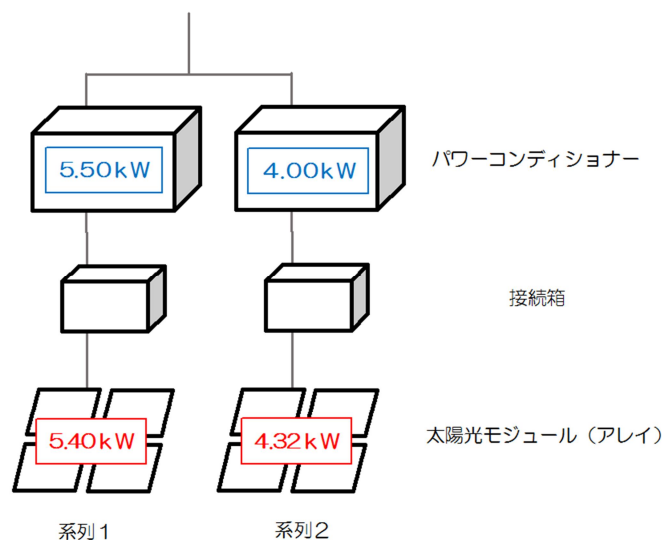 5.50kW
4.00kW
パワーコンディショナー
接続箱
5.40kW
4.32kW
太陽光モジュール（アレイ）
系列1
系列2